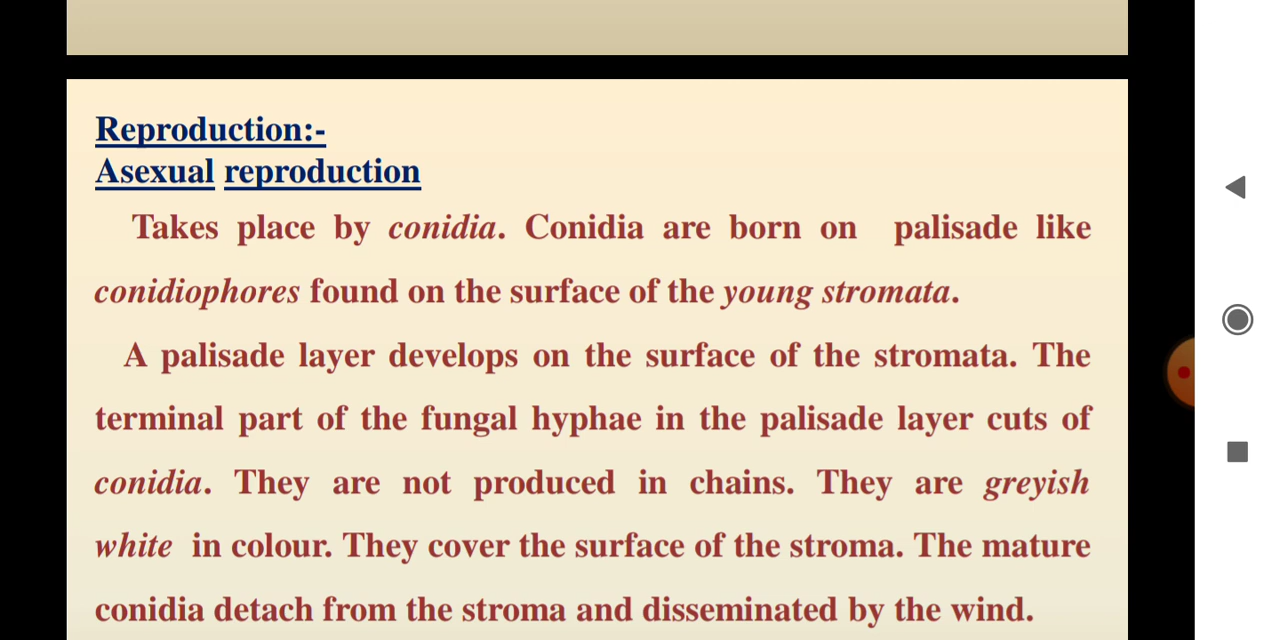 Reproduction:-
Asexual reproduction
Takes place by conidia. Conidia are born on palisade like
conidiophores found on the surface of the young stromata.
A palisade layer develops on the surface of the stromata. The
terminal part of the fungal hyphae in the palisade layer cuts of
conidia. They are not produced in chains. They are greyish
white in colour. They cover the surface of the stroma. The mature
conidia detach from the stroma and disseminated by the wind.